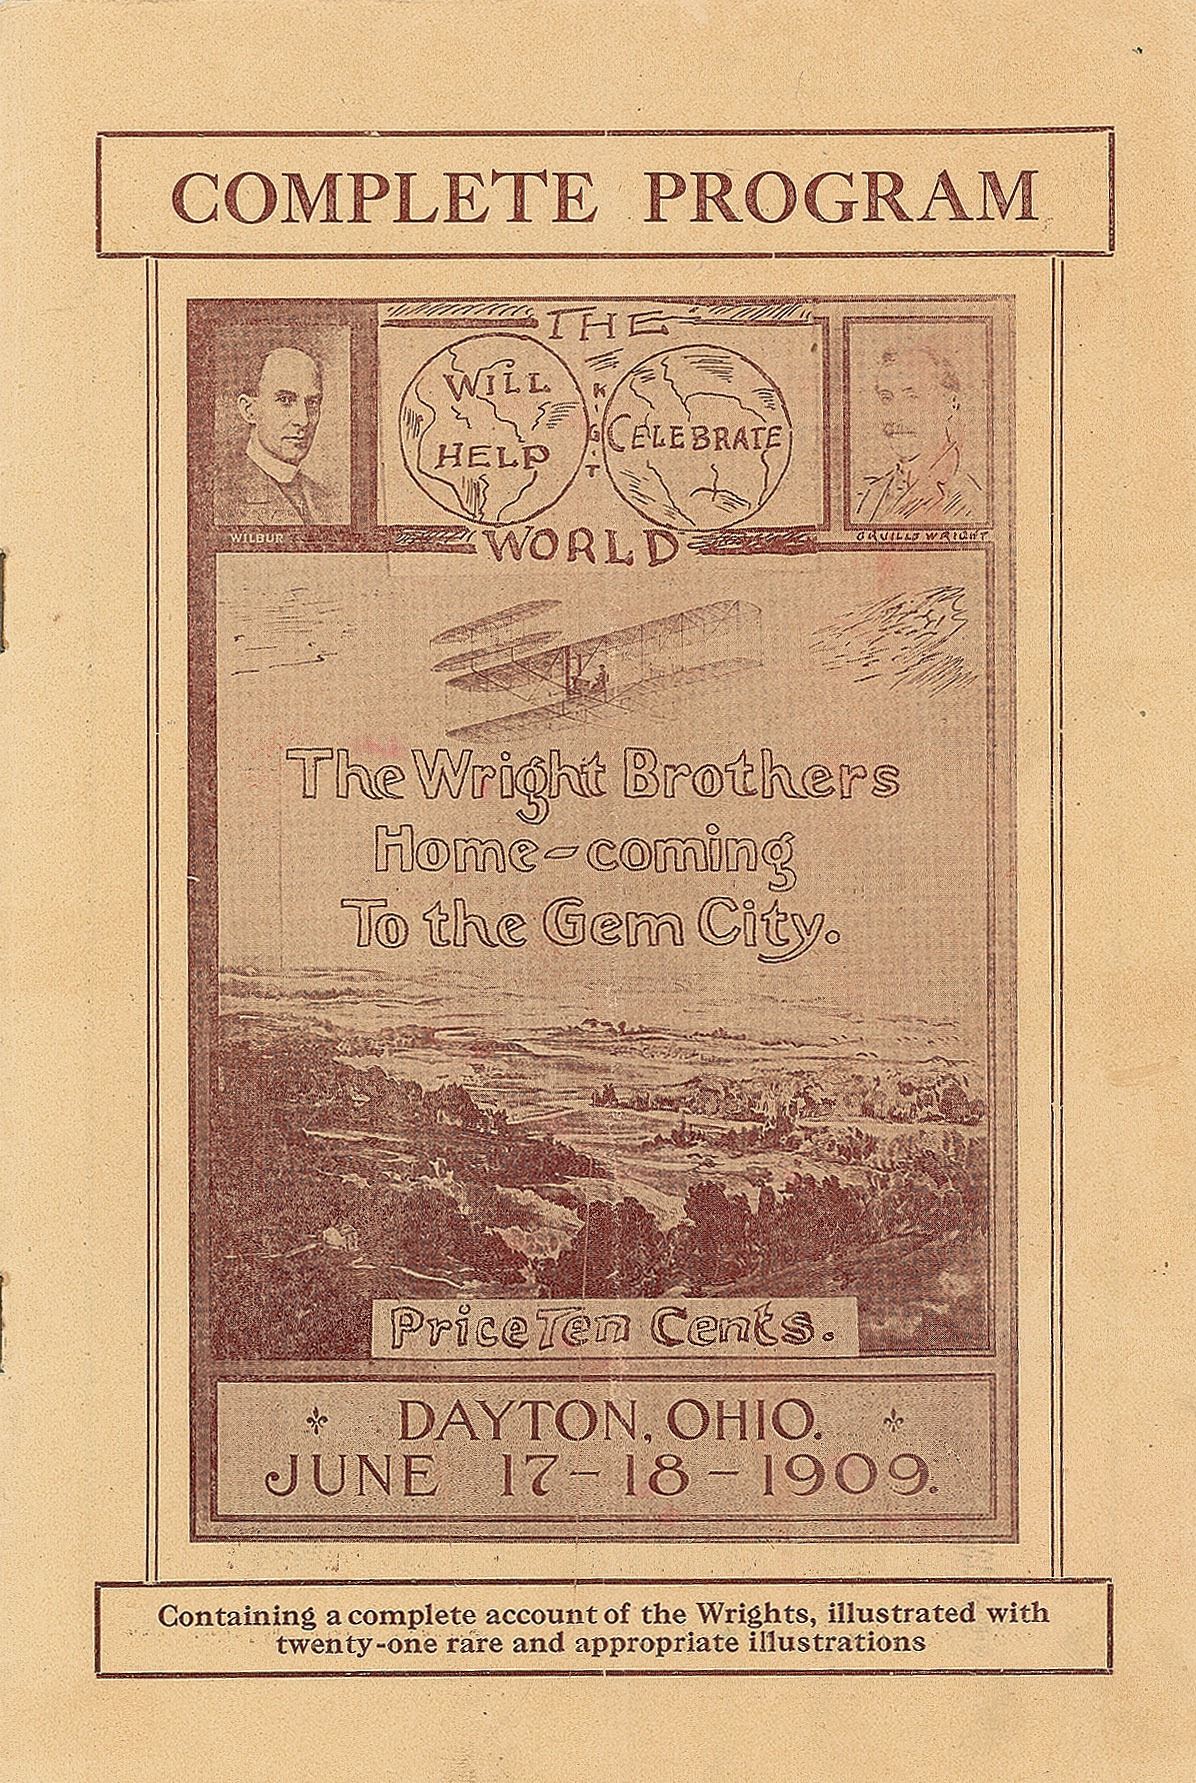 COMPLETE PROGRAM
THE
WILL
HELP
CELEBRATE
WORLD
WILBUR
ORVILLE WRIGHT
The Wright Brothers
Home-coming
To the Gem City.
Price Ten Cents.
DAYTON, OHIO.
JUNE 17-18-1909.
Containing a complete account of the Wrights, illustrated with
twenty-one rare and appropriate illustrations